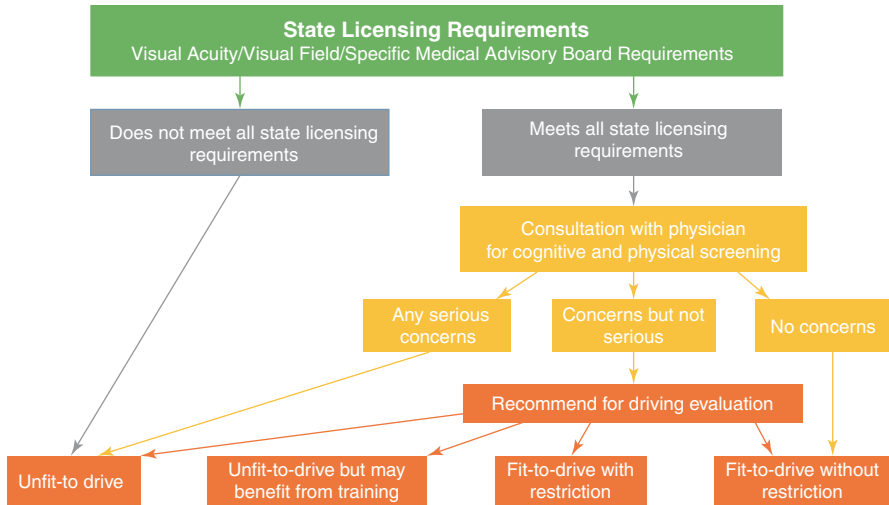 State Licensing Requirements
Visual Acuity/Visual Field/Specific Medical Advisory Board Requirements
Does not meet all state licensing
requirements
Meets all state licensing
requirements
Consultation with physician
for cognitive and physical screening
Any serious
concerns
Concerns but not
serious
No concerns
Recommend for driving evaluation
Unfit-to drive
Unfit-to-drive but may
benefit from training
Fit-to-drive with
restriction
Fit-to-drive without
restriction